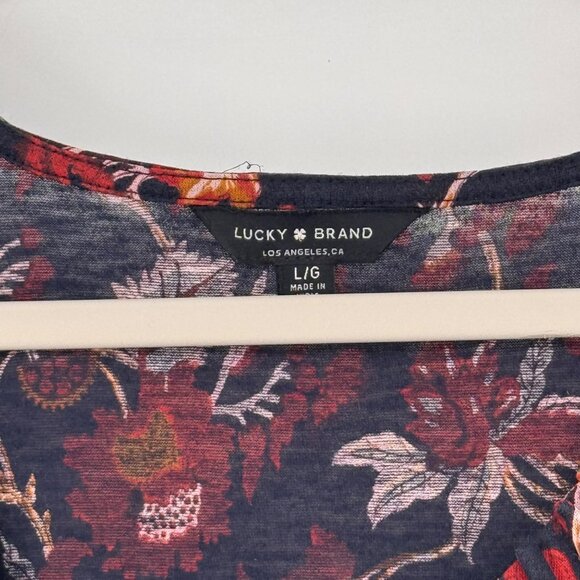 LUCKY BRAND
LOS ANGELES, CA
L/G
MADE IN